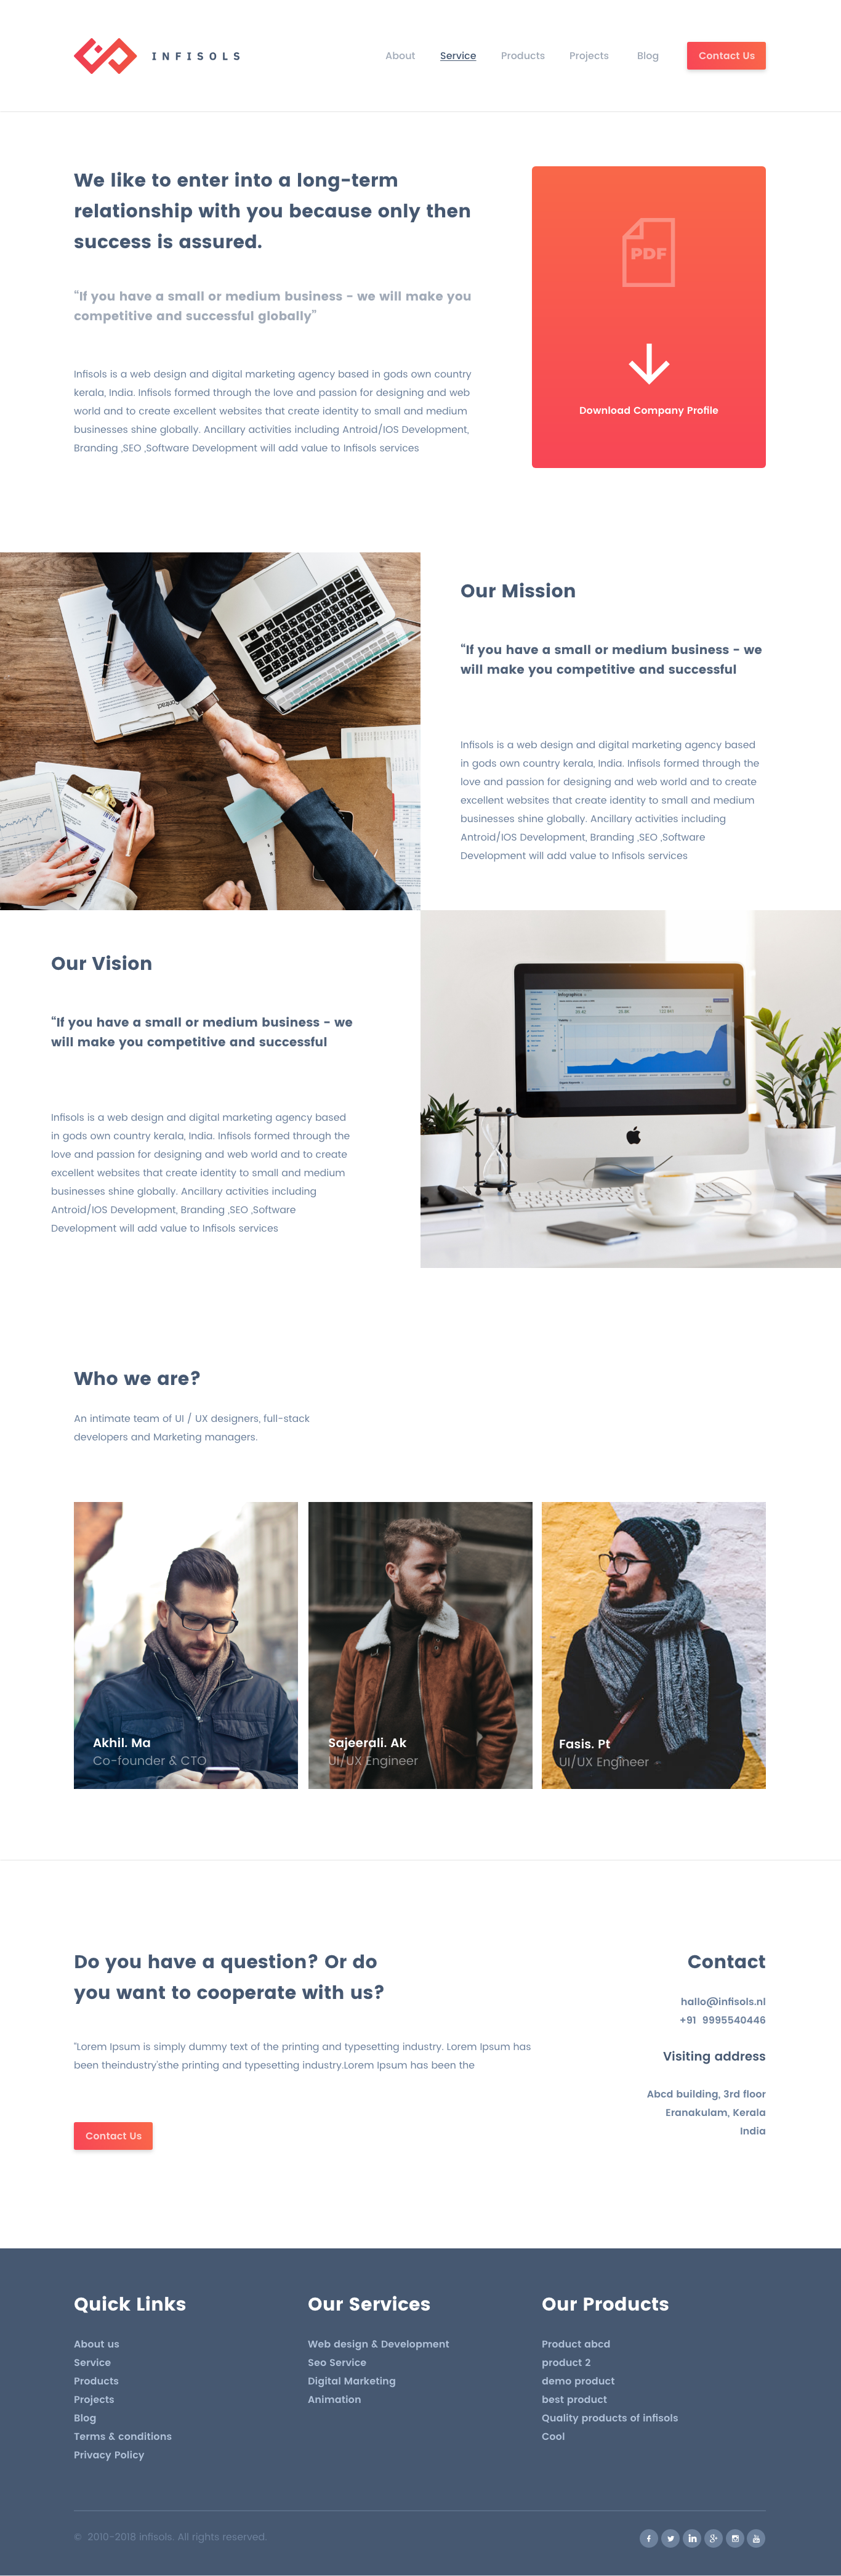 INFISOLS
About Service Products Projects Blog Contact Us
We like to enter into a long-term
relationship with you because only then
success is assured.
"If you have a small or medium business - we will make you
competitive and successful globally"
Infisols is a web design and digital marketing agency based in gods own country
kerala, India. Infisols formed through the love and passion for designing and web
world and to create excellent websites that create identity to small and medium
businesses shine globally. Ancillary activities including Antroid/IOS Development,
Branding ,SEO ,Software Development will add value to Infisols services
PDF
Download Company Profile
Contract
Our Mission
"If you have a small or medium business - we
will make you competitive and successful
Infisols is a web design and digital marketing agency based
in gods own country kerala, India. Infisols formed through the
love and passion for designing and web world and to create
excellent websites that create identity to small and medium
businesses shine globally. Ancillary activities including
Antroid/IOS Development, Branding ,SEO ,Software
Development will add value to Infisols services
Our Vision
"If you have a small or medium business - we
will make you competitive and successful
Infisols is a web design and digital marketing agency based
in gods own country kerala, India. Infisols formed through the
love and passion for designing and web world and to create
excellent websites that create identity to small and medium
businesses shine globally. Ancillary activities including
Antroid/IOS Development, Branding ,SEO ,Software
Development will add value to Infisols services
Infographics
Who we are?
An intimate team of UI / UX designers, full-stack
developers and Marketing managers.
Akhil. Ma
Co-founder & CTO
Sajeerali. Ak
UI/UX Engineer
Fasis. Pt
UI/UX Engineer
Do you have a question? Or do
you want to cooperate with us?
"Lorem Ipsum is simply dummy text of the printing and typesetting industry. Lorem Ipsum has
been theindustry'sthe printing and typesetting industry.Lorem Ipsum has been the
Contact Us
Contact
hallo@infisols.nl
+91 9995540446
Visiting address
Abcd building, 3rd floor
Eranakulam, Kerala
India
Quick Links
About us
Service
Products
Projects
Blog
Terms & conditions
Privacy Policy
Our Services
Web design & Development
Seo Service
Digital Marketing
Animation
Our Products
Product abcd
product 2
demo product
best product
Quality products of infisols
Cool
© 2010-2018 infisols. All rights reserved.